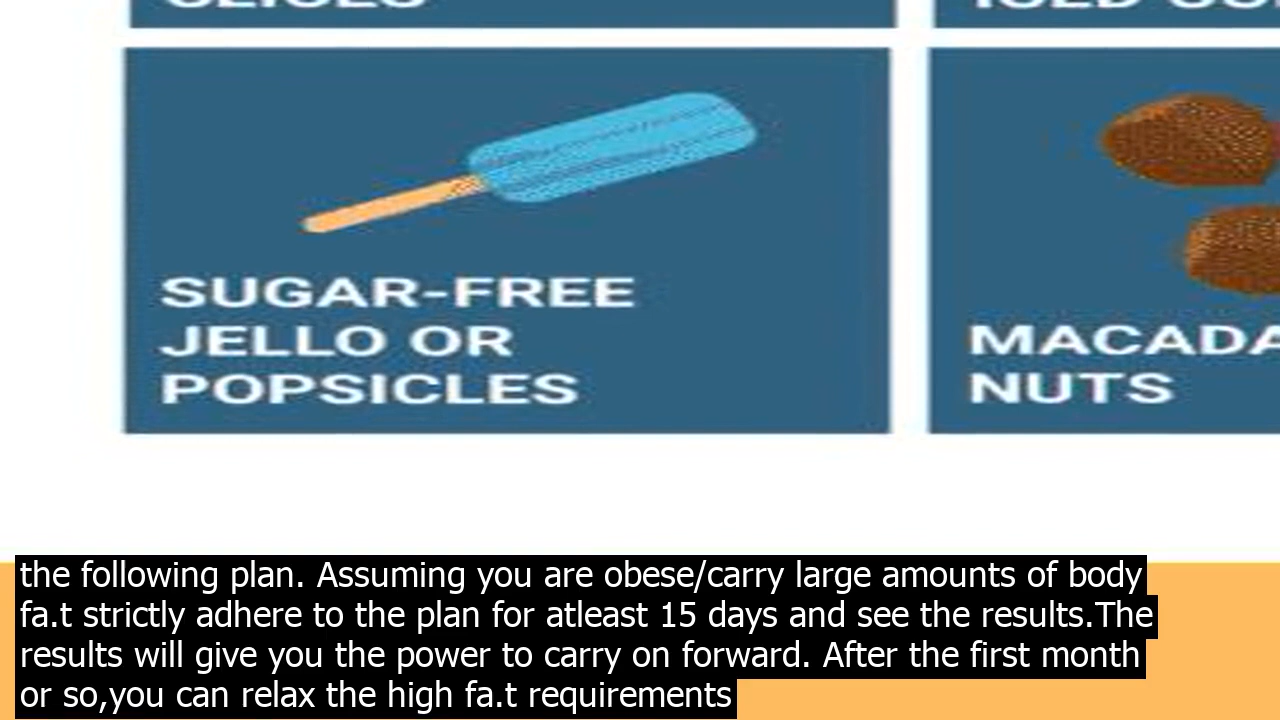 SUGAR-FREE
JELLO OR
POPSICLES
NUTS
the following plan. Assuming you are obese/carry large amounts of body
fa.t strictly adhere to the plan for atleast 15 days and see the results.The
results will give you the power to carry on forward. After the first month
or so,you can relax the high fa.t requirements